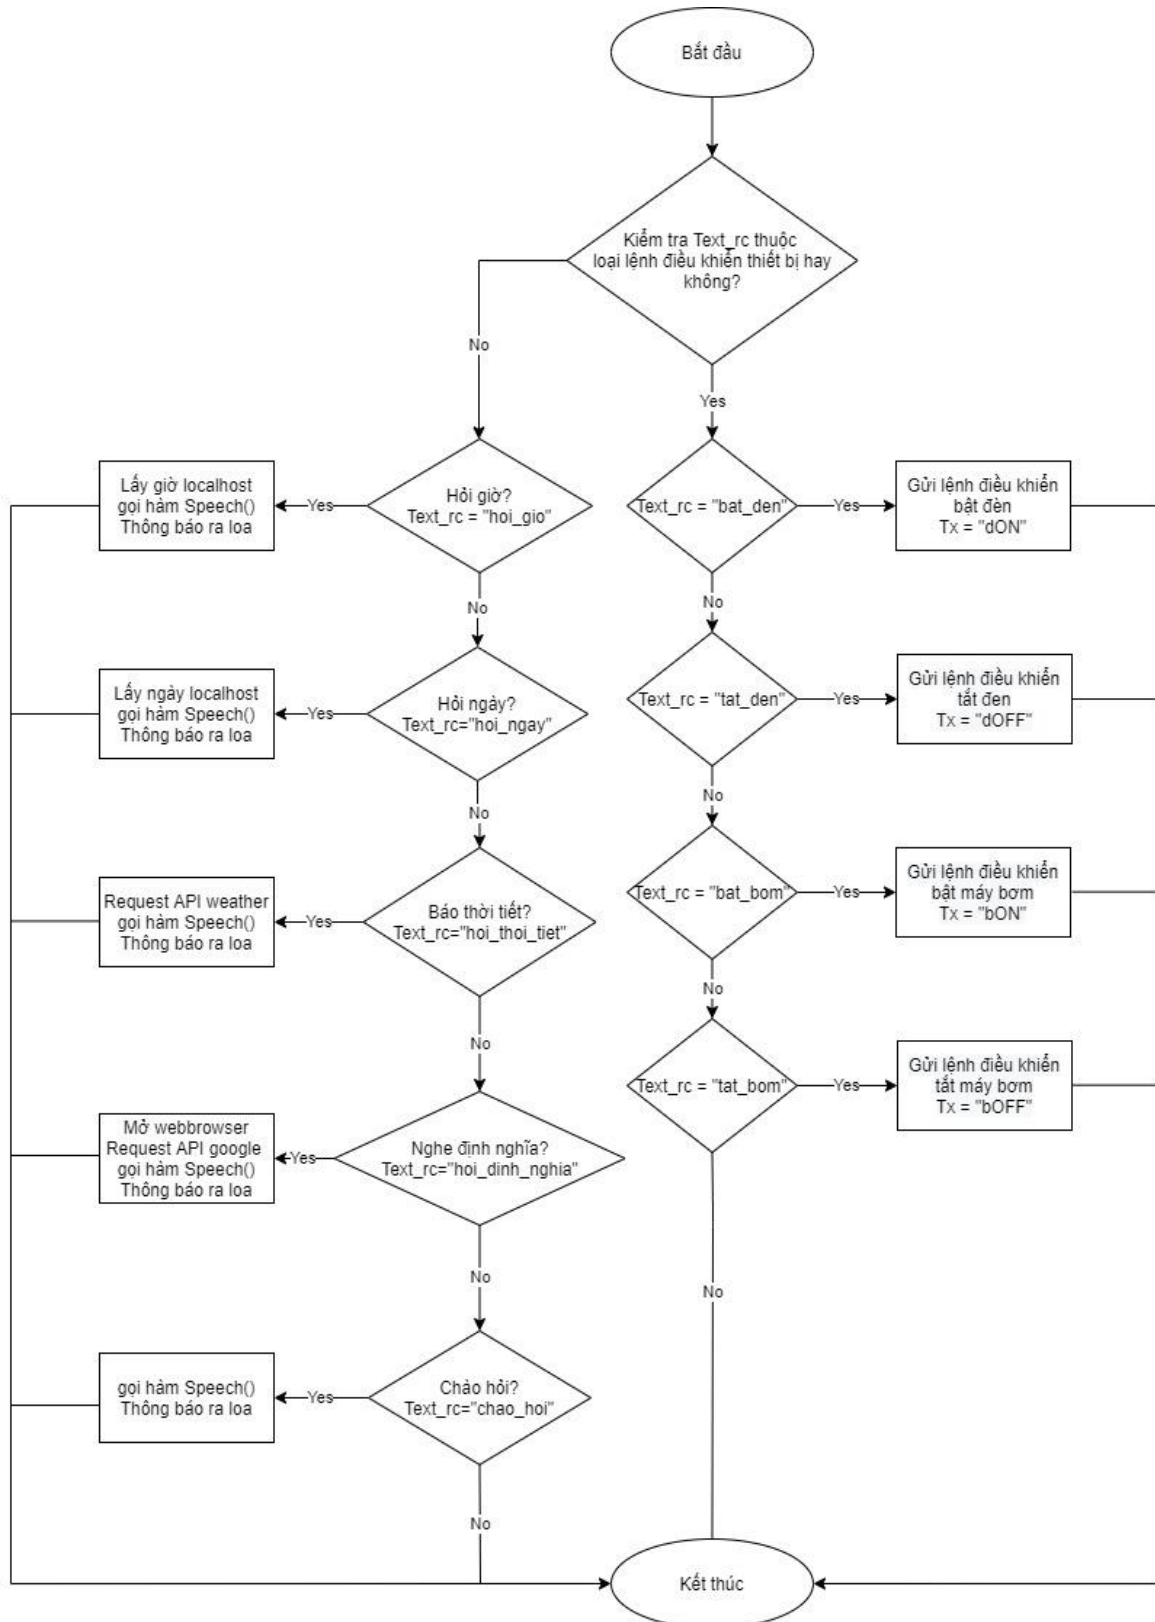 Bắt đầu
Kiểm tra Text_rc thuộc
loại lệnh điều khiển thiết bị hay
không?
No
Yes
Lấy giờ localhost
gọi hàm Speech()
Thông báo ra loa
Yes
Hỏi giờ?
Text_rc = "hoi_gio"
Text_rc = "bat_den"
Yes
Gửi lệnh điều khiển
bật đèn
Tx = "dON"
No
No
Lấy ngày localhost
gọi hàm Speech()
Thông báo ra loa
Yes
Hỏi ngày?
Text_rc="hoi_ngay"
Text_rc = "tat_den"
Yes
Gửi lệnh điều khiển
tắt đen
Tx = "dOFF"
No
No
Request API weather
gọi hàm Speech()
Thông báo ra loa
Yes
Báo thời tiết?
Text_rc="hoi_thoi_tiet"
Text_rc = "bat_bom"
Yes
Gửi lệnh điều khiển
bật máy bơm
Tx = "bON"
No
No
Text_rc = "tat_bom"
Yes
Gửi lệnh điều khiển
tắt máy bơm
Tx = "bOFF"
Mở webbrowser
Request API google
gọi hàm Speech()
Thông báo ra loa
Yes
Nghe định nghĩa?
Text_rc="hoi_dinh_nghia"
No
No
gọi hàm Speech()
Thông báo ra loa
Yes
Chào hỏi?
Text_rc="chao_hoi"
No
Kết thúc